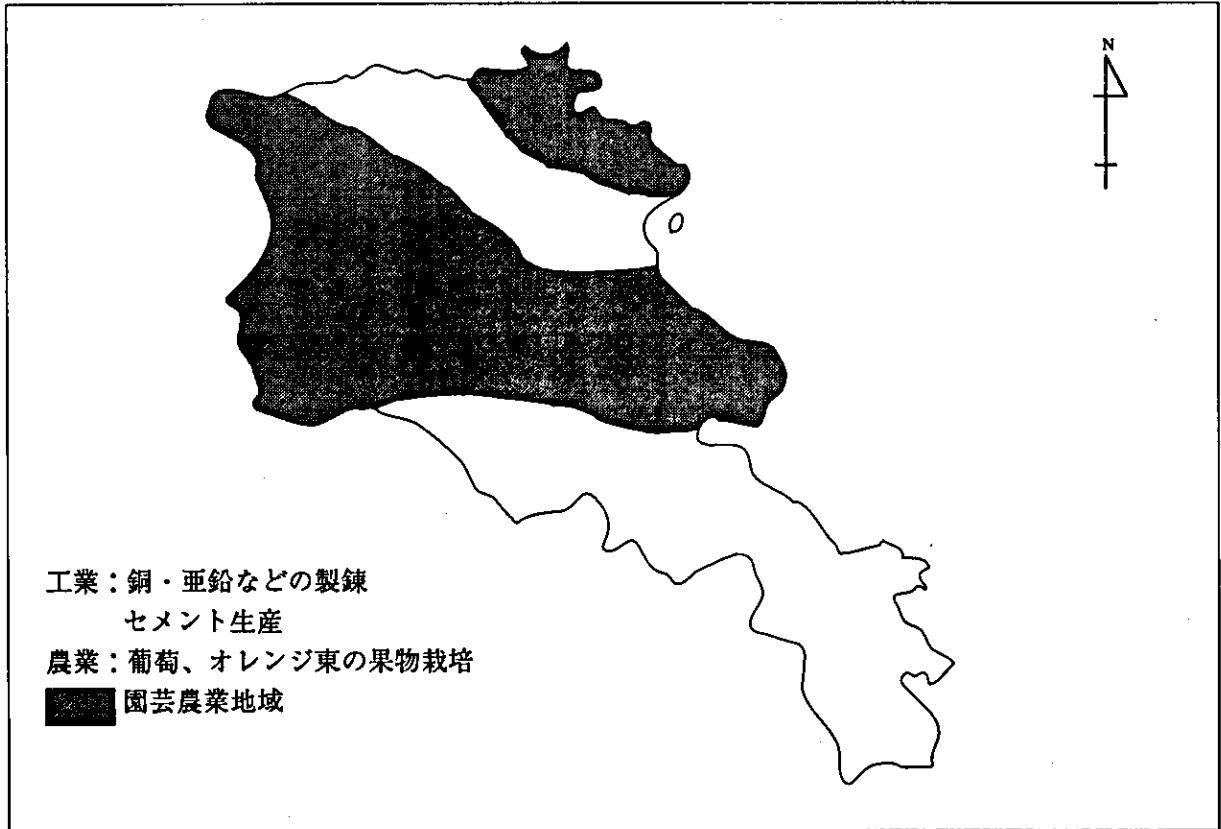 N
工業：銅・亜鉛などの製錬
セメント生産
農業：葡萄、オレンジ東の果物栽培
園芸農業地域